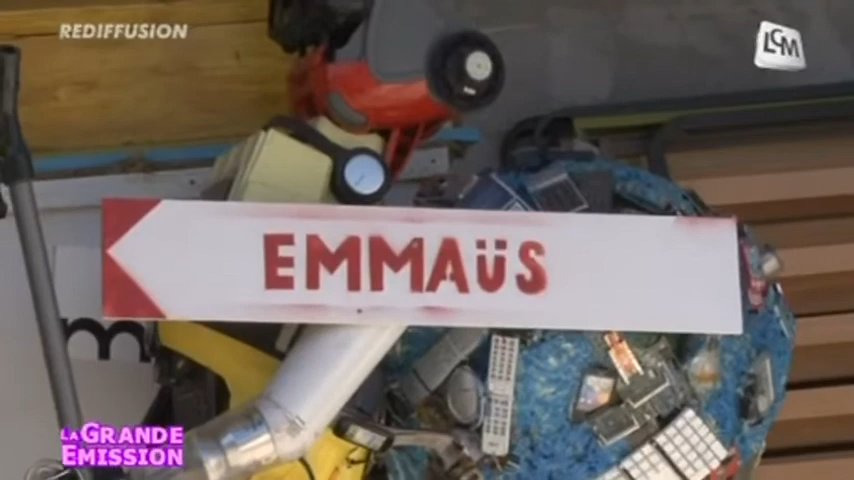 REDIFFUSION
LCM
EMMAüS
m
LA GRANDE
EMISSION